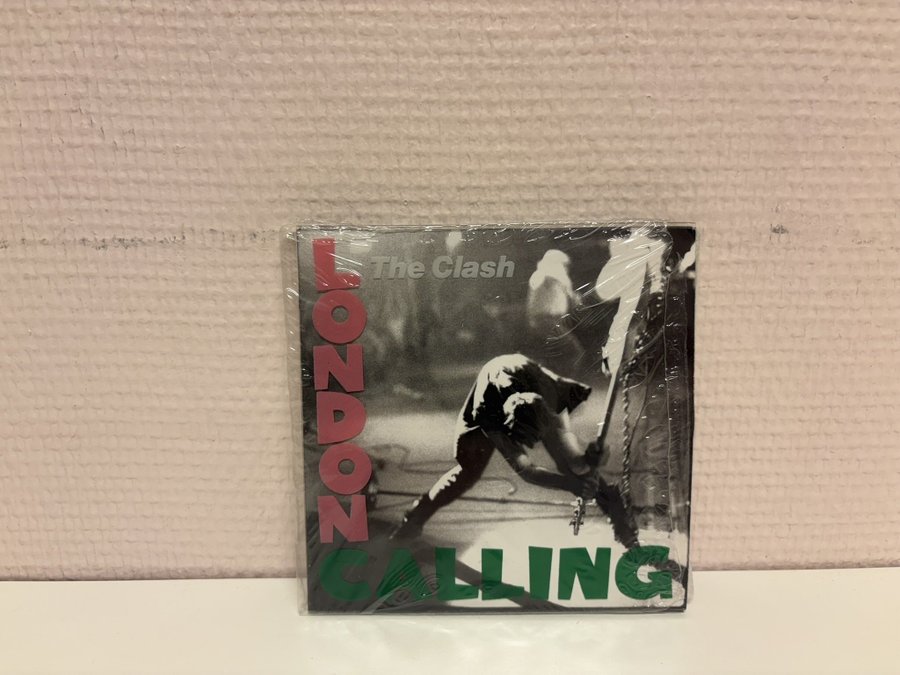 The Clash
LONDON
CALLING